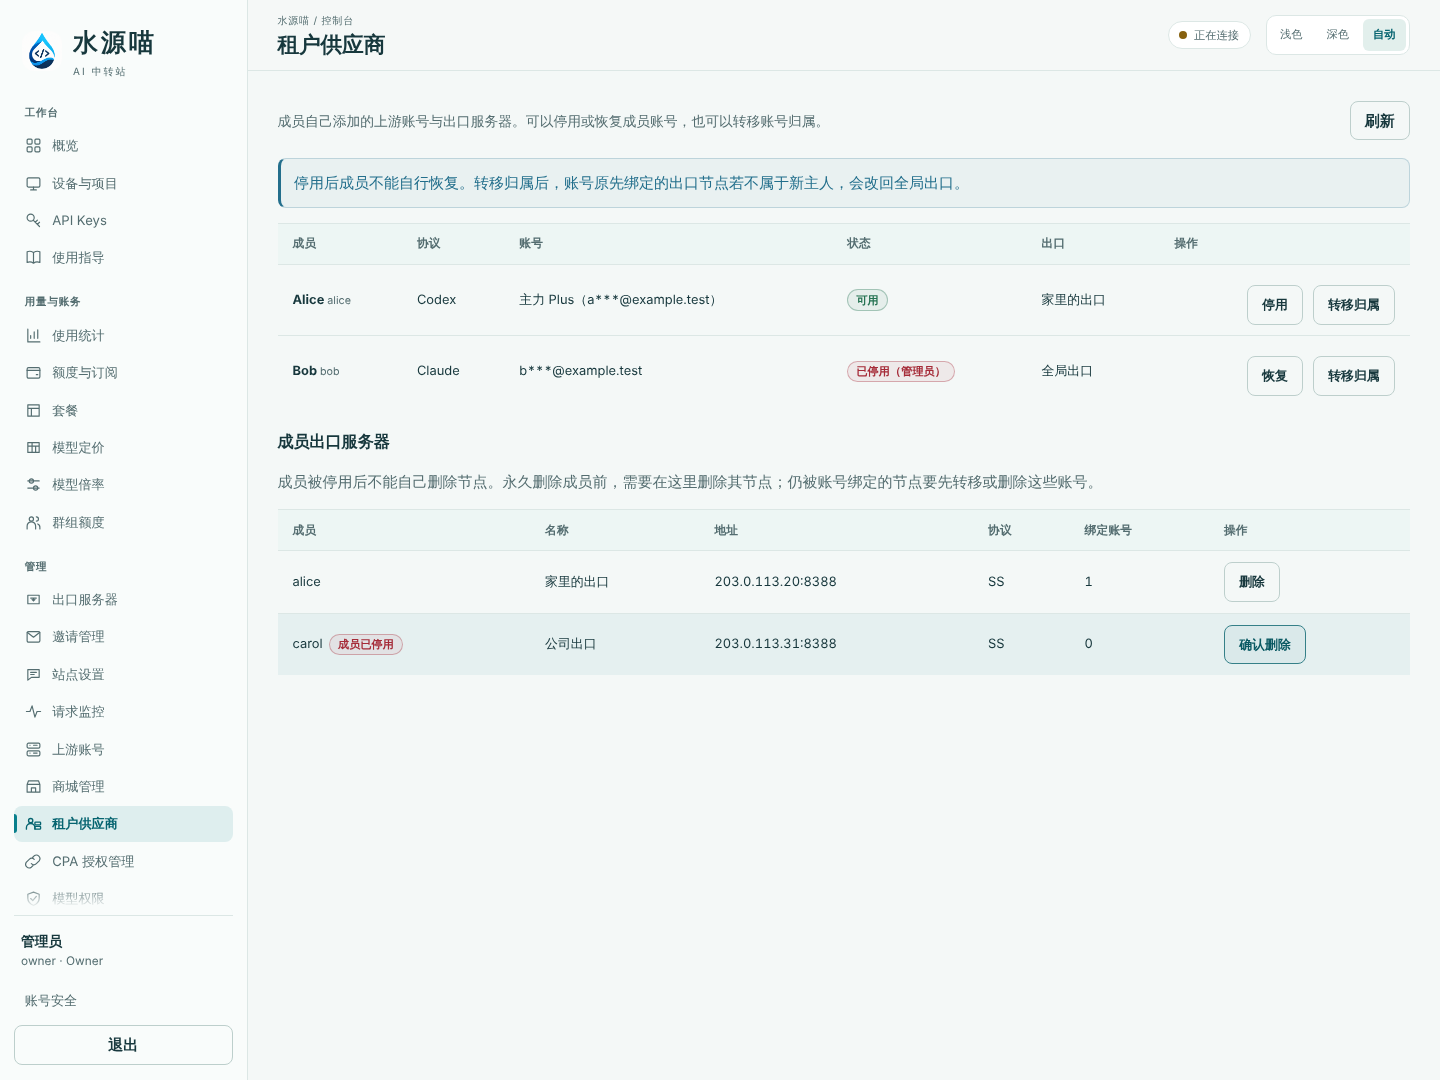 水源喵
AI 中转站
工作台
概览
设备与项目
API Keys
使用指导
用量与账务
使用统计
额度与订阅
套餐
模型定价
模型倍率
群组额度
管理
出口服务器
邀请管理
站点设置
请求监控
上游账号
商城管理
租户供应商
CPA 授权管理
模型权限
管理员
owner · Owner
账号安全
退出
水源喵 / 控制台
租户供应商
正在连接
浅色 深色 自动
成员自己添加的上游账号与出口服务器。可以停用或恢复成员账号，也可以转移账号归属。
刷新
停用后成员不能自行恢复。转移归属后，账号原先绑定的出口节点若不属于新主人，会改回全局出口。
成员 协议 账号 状态 出口 操作
Alice alice Codex 主力 Plus（a***@example.test） 可用 家里的出口 停用 转移归属
Bob bob Claude b***@example.test 已停用（管理员） 全局出口 恢复 转移归属
成员出口服务器
成员被停用后不能自己删除节点。永久删除成员前，需要在这里删除其节点；仍被账号绑定的节点要先转移或删除这些账号。
成员 名称 地址 协议 绑定账号 操作
alice 家里的出口 203.0.113.20:8388 SS 1 删除
carol 成员已停用 公司出口 203.0.113.31:8388 SS 0 确认删除